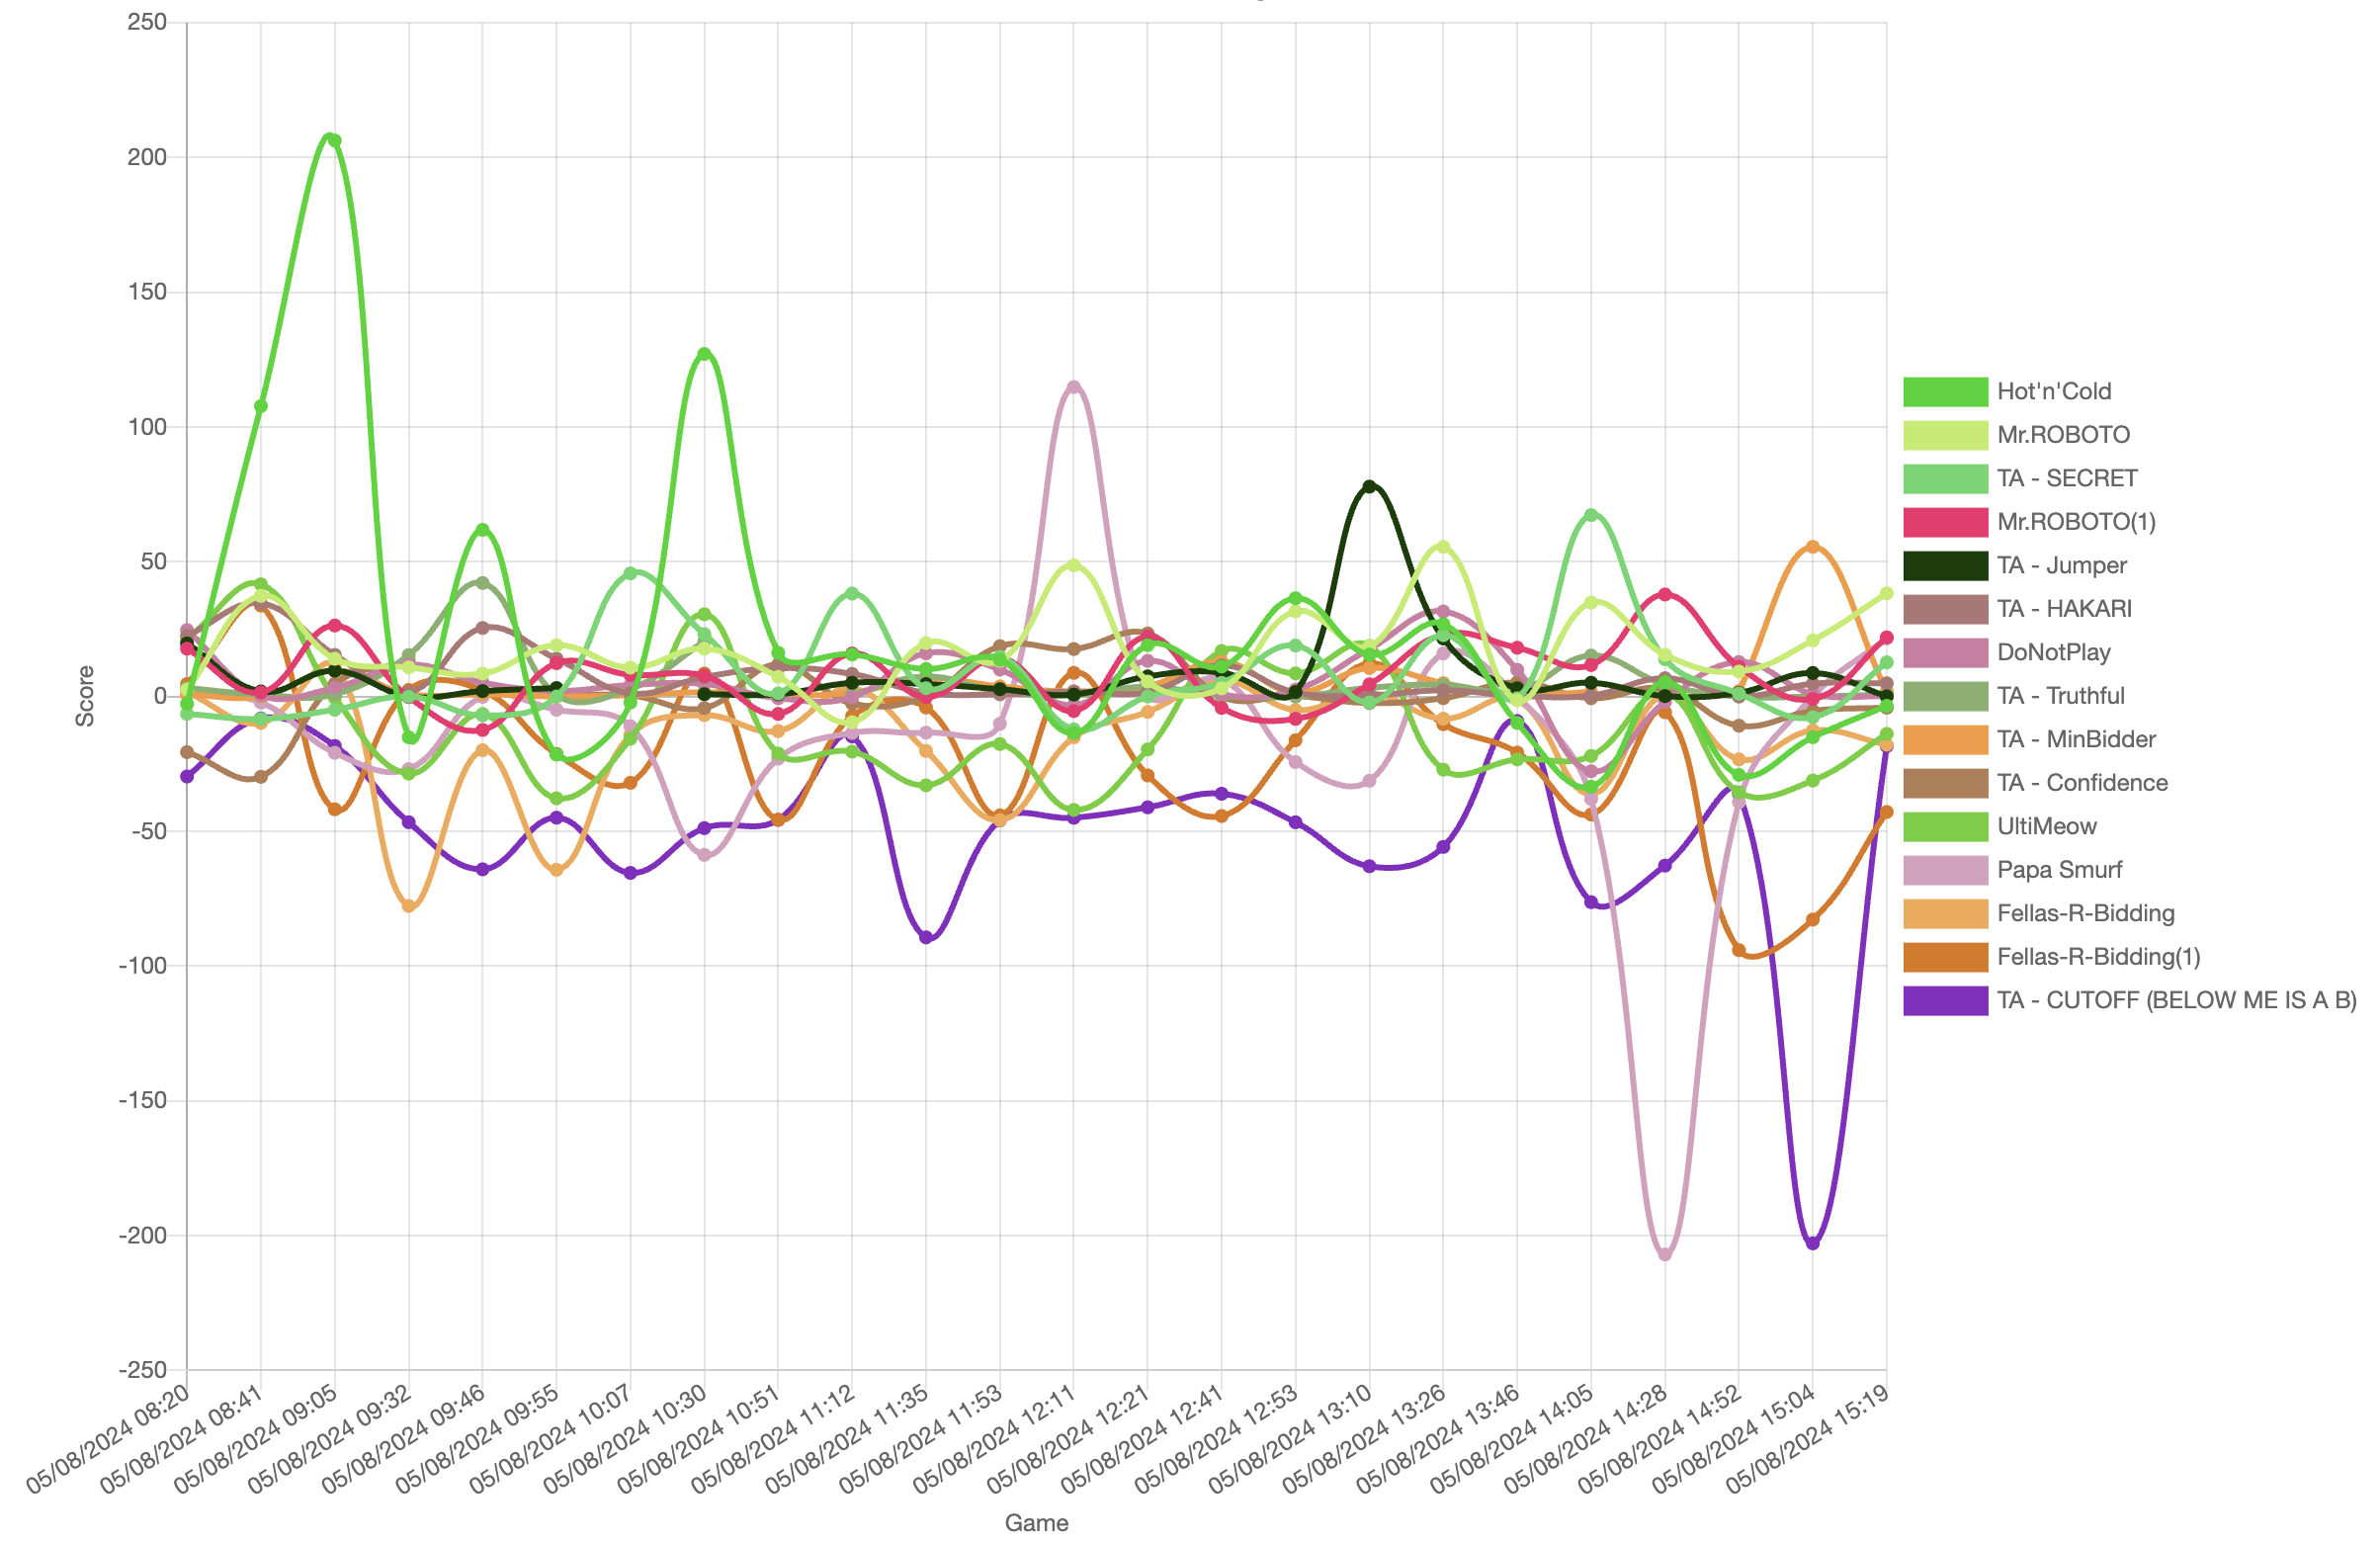 250
200
150
100
50
0
-50
-100
-150
-200
-250
Score
05/08/2024 08:20
05/08/2024 08:41
05/08/2024 09:05
05/08/2024 09:32
05/08/2024 09:46
05/08/2024 09:55
05/08/2024 10:07
05/08/2024 10:30
05/08/2024 10:51
05/08/2024 11:12
05/08/2024 11:35
05/08/2024 11:53
05/08/2024 12:11
05/08/2024 12:21
05/08/2024 12:41
05/08/2024 12:53
05/08/2024 13:10
05/08/2024 13:26
05/08/2024 13:46
05/08/2024 14:05
05/08/2024 14:28
05/08/2024 14:52
05/08/2024 15:04
05/08/2024 15:19
Game
Hot'n'Cold
Mr.ROBOTO
TA - SECRET
Mr.ROBOTO(1)
TA - Jumper
TA - HAKARI
DoNotPlay
TA - Truthful
TA - MinBidder
TA - Confidence
UltiMeow
Papa Smurf
Fellas-R-Bidding
Fellas-R-Bidding(1)
TA - CUTOFF (BELOW ME IS A B)